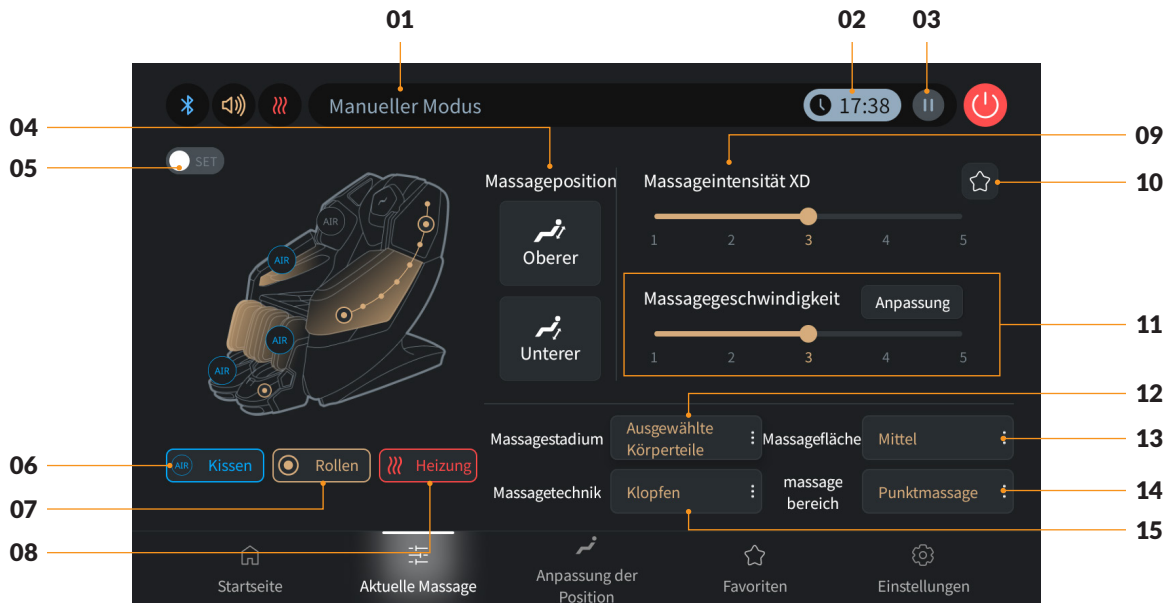 01
02
03
Manueller Modus
17:38
04
05
SET
09
10
Massageposition
Massageintensität XD
AIR
AIR
AIR
AIR
Oberer
Unterer
1 2 3 4 5
Massagegeschwindigkeit
Anpassung
1 2 3 4 5
11
12
Massagestadium
Ausgewählte
Körperteile
Massagefläche
Mittel
13
06
AIR
Kissen
Rollen
Heizung
Massagetechnik
Klopfen
massage
bereich
Punktmassage
14
07
15
08
Startseite
Aktuelle Massage
Anpassung der
Position
Favoriten
Einstellungen